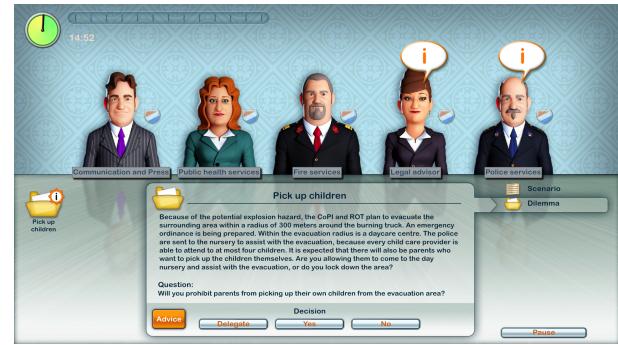 14:52
i
i
Communication and Press
Public health services
Fire services
Legal advisor
Police services
i
Pick up
children
Pick up children
Because of the potential explosion hazard, the CoPI and ROT plan to evacuate the
surrounding area within a radius of 300 meters around the burning truck. An emergency
ordinance is being prepared. Within the evacuation radius is a daycare centre. The police
are sent to the nursery to assist with the evacuation, because every child care provider is
able to attend to at most four children. It is expected that there will also be parents who
want to pick up the children themselves. Are you allowing them to come to the day
nursery and assist with the evacuation, or do you lock down the area?
Question:
Will you prohibit parents from picking up their own children from the evacuation area?
Decision
Advice
Delegate
Yes
No
Scenario
Dilemma
Pause